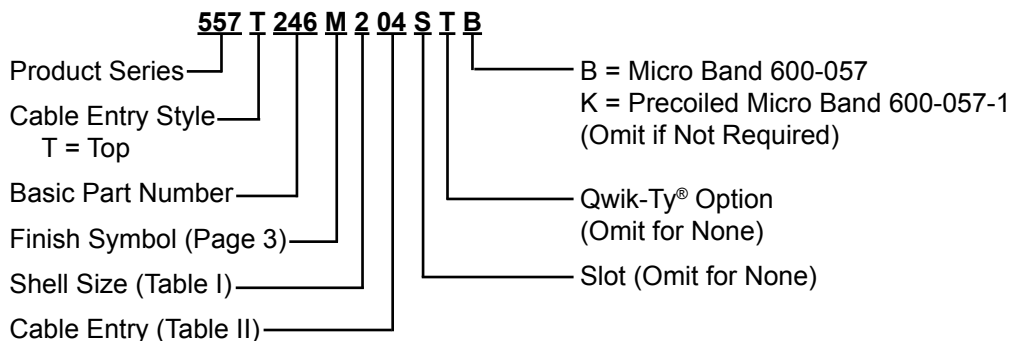 557 T 246 M 2 04 S T B
Product Series
Cable Entry Style
T = Top
Basic Part Number
Finish Symbol (Page 3)
Shell Size (Table I)
Cable Entry (Table II)
B = Micro Band 600-057
K = Precoiled Micro Band 600-057-1
(Omit if Not Required)
Qwik-Ty® Option
(Omit for None)
Slot (Omit for None)